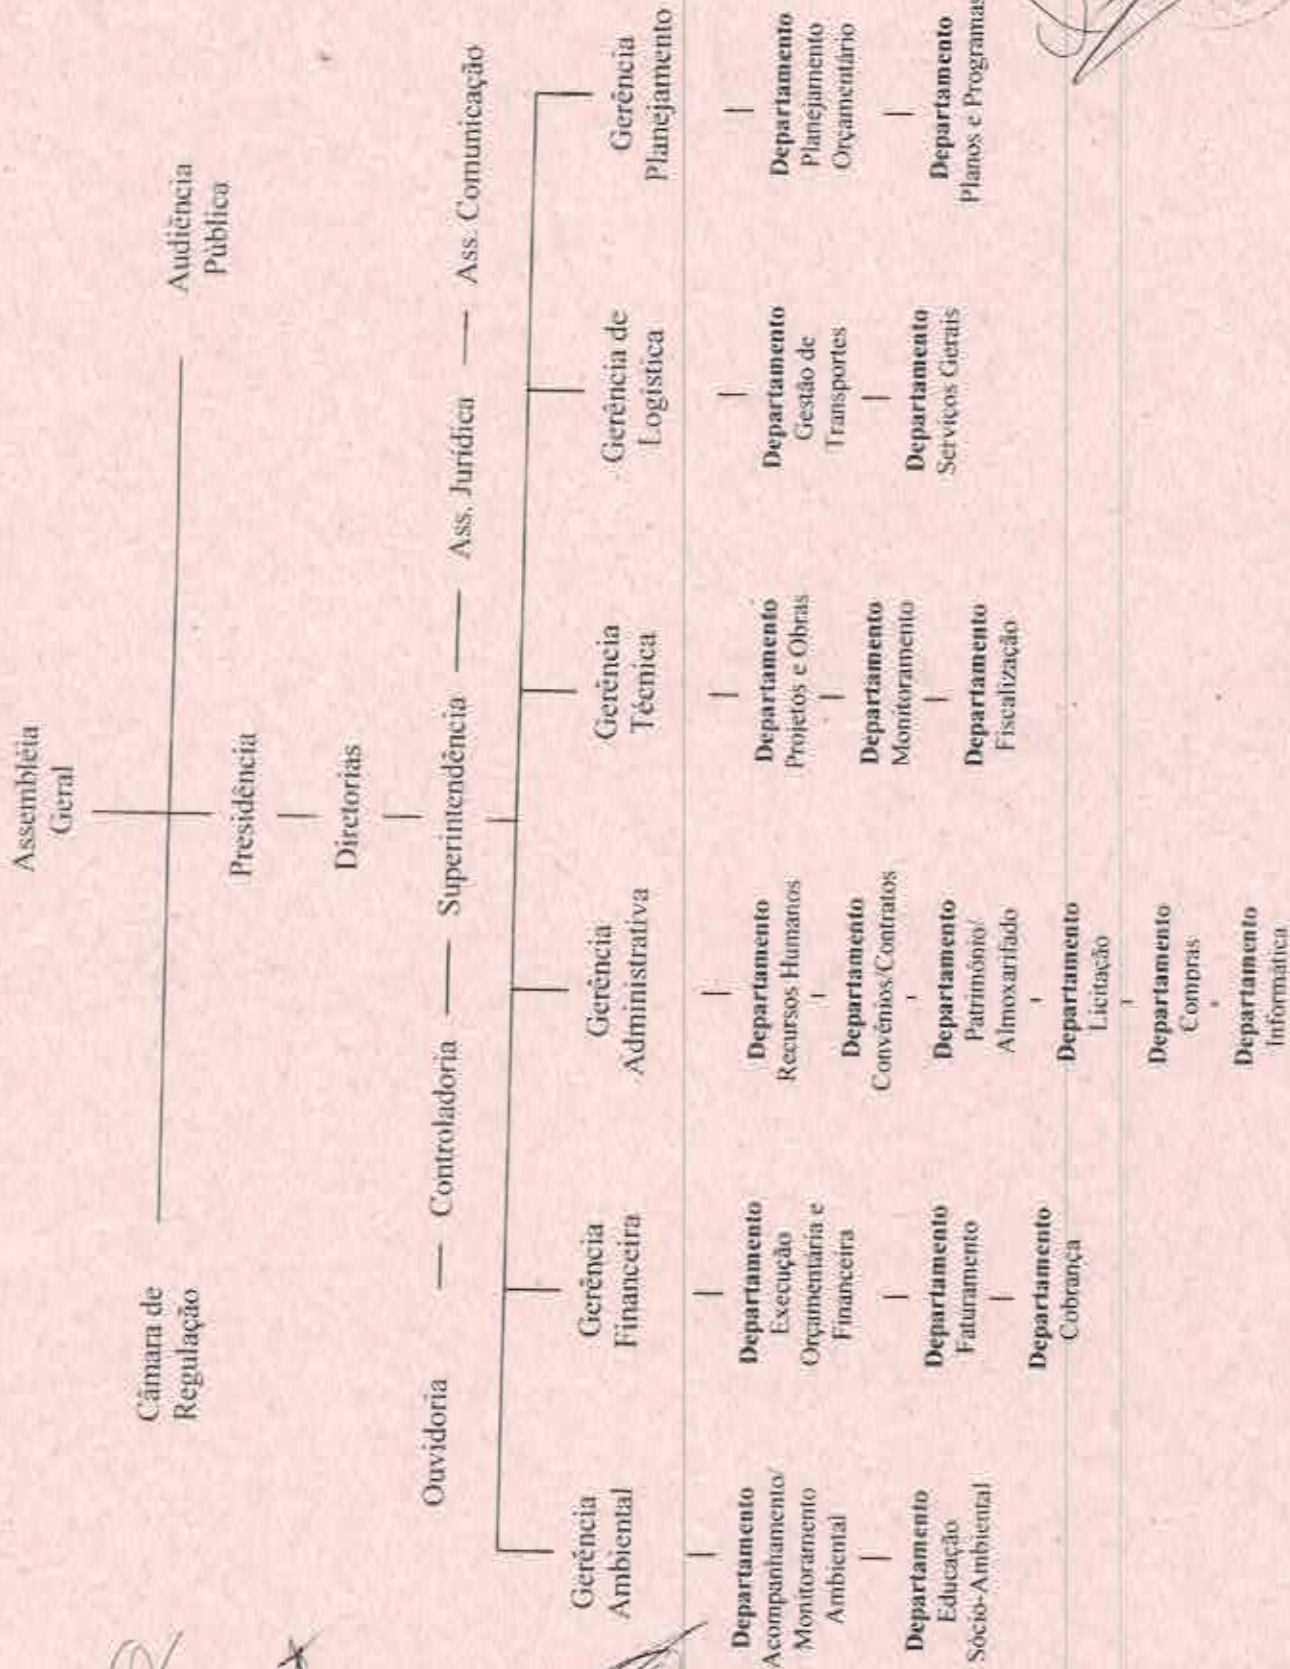 Assembléia
Geral
Câmara de
Regulação
Audiência
Pública
Presidência
Diretorias
Ouvidoria
Controladoria
Superintendência
Ass. Jurídica
Ass. Comunicação
Gerência
Ambiental
Departamento
Acompanhamento/
Monitoramento
Ambiental
Departamento
Educação
Sócio-Ambiental
Gerência
Financeira
Departamento
Execução
Orçamentária e
Financeira
Departamento
Faturamento
Departamento
Cobrança
Gerência
Administrativa
Departamento
Recursos Humanos
Departamento
Convênios/Contratos
Departamento
Patrimônio/
Almoxarifado
Departamento
Licitação
Departamento
Compras
Departamento
Informática
Gerência
Técnica
Departamento
Projetos e Obras
Departamento
Monitoramento
Departamento
Fiscalização
Gerência de
Logística
Departamento
Gestão de
Transportes
Departamento
Serviços Gerais
Gerência
Planejamento
Departamento
Planejamento
Orçamentário
Departamento
Planos e Programas